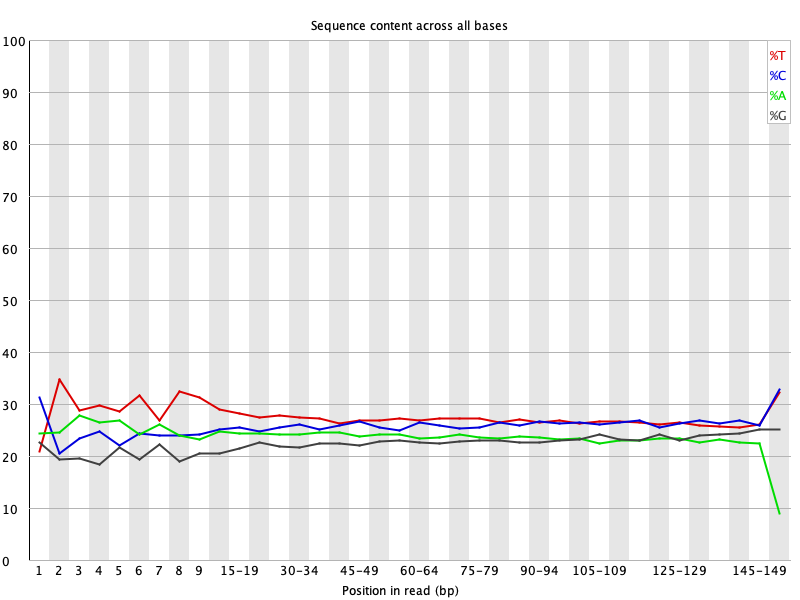 Sequence content across all bases
%T
%C
%A
%G
100
90
80
70
60
50
40
30
20
10
0
1 2 3 4 5 6 7 8 9 15-19 30-34 45-49 60-64 75-79 90-94 105-109 125-129 145-149
Position in read (bp)